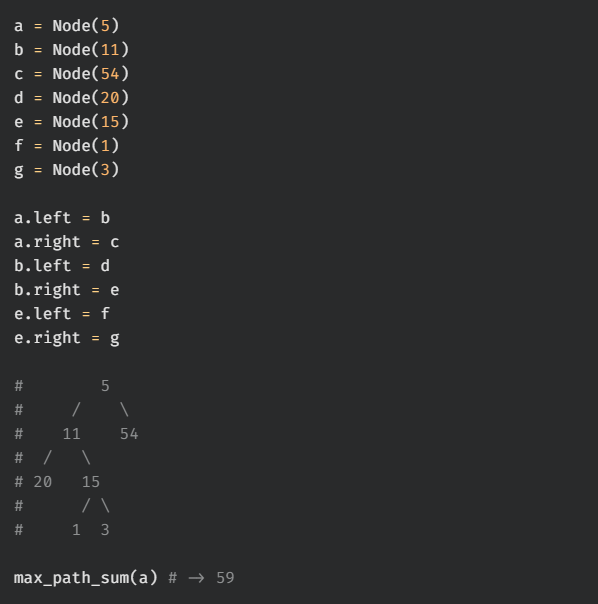 a = Node(5)
b = Node(11)
c = Node(54)
d = Node(20)
e = Node(15)
f = Node(1)
g = Node(3)

a.left = b
a.right = c
b.left = d
b.right = e
e.left = f
e.right = g

#        5
#     /    \
#    11    54
#  /   \
# 20   15
#      / \
#     1  3

max_path_sum(a) # -> 59